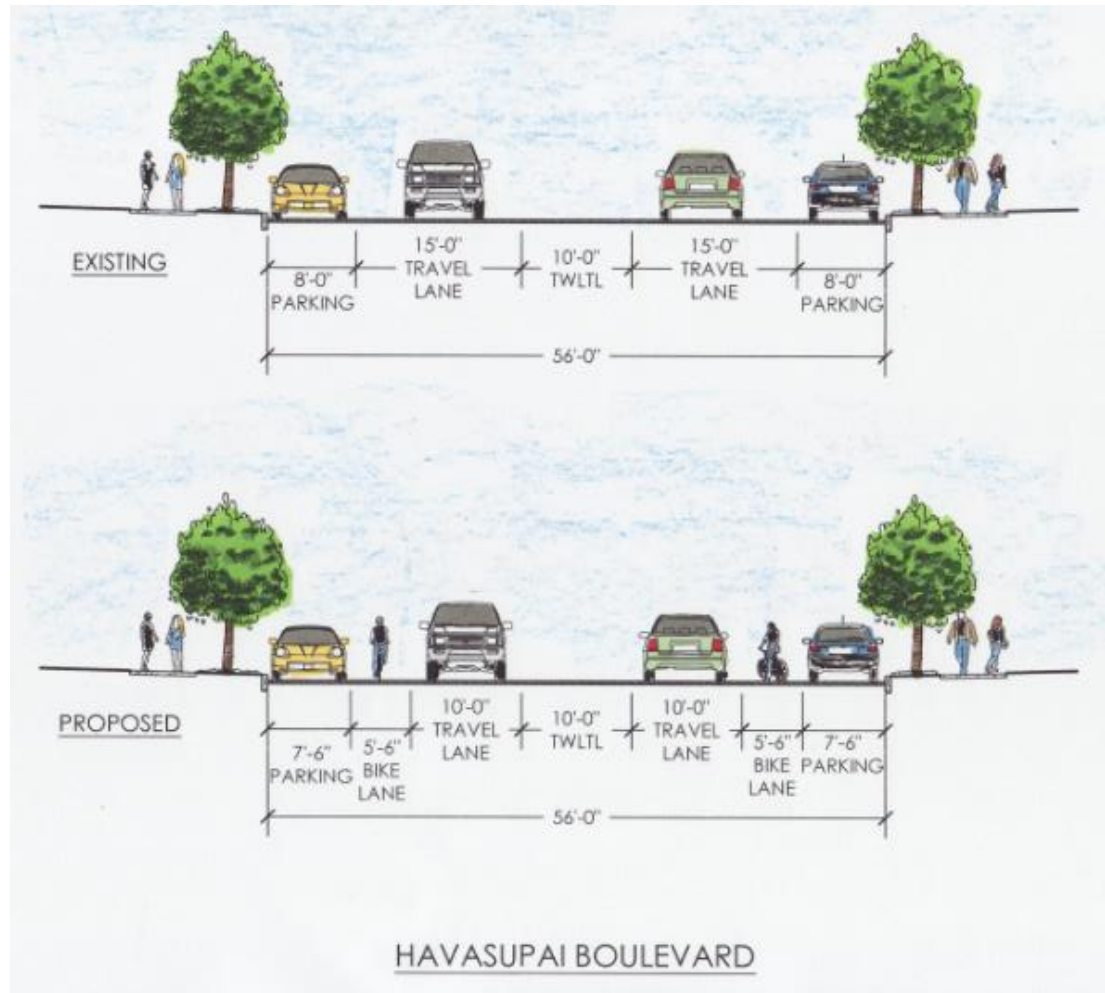 EXISTING
8'-0"
PARKING
15'-0"
TRAVEL
LANE
10'-0"
TWLTL
15'-0"
TRAVEL
LANE
8'-0"
PARKING
56'-0"
PROPOSED
7'-6"
PARKING
5'-6"
BIKE
LANE
10'-0"
TRAVEL
LANE
10'-0"
TWLTL
10'-0"
TRAVEL
LANE
5'-6"
BIKE
LANE
7'-6"
PARKING
56'-0"
HAVASUPAI BOULEVARD